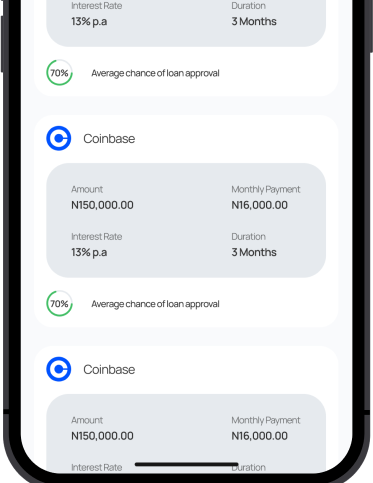 Interest Rate Duration
13% p.a 3 Months
70% Average chance of loan approval
Coinbase
Amount Monthly Payment
N150,000.00 N16,000.00
Interest Rate Duration
13% p.a 3 Months
70% Average chance of loan approval
Coinbase
Amount Monthly Payment
N150,000.00 N16,000.00
Interest Rate Duration